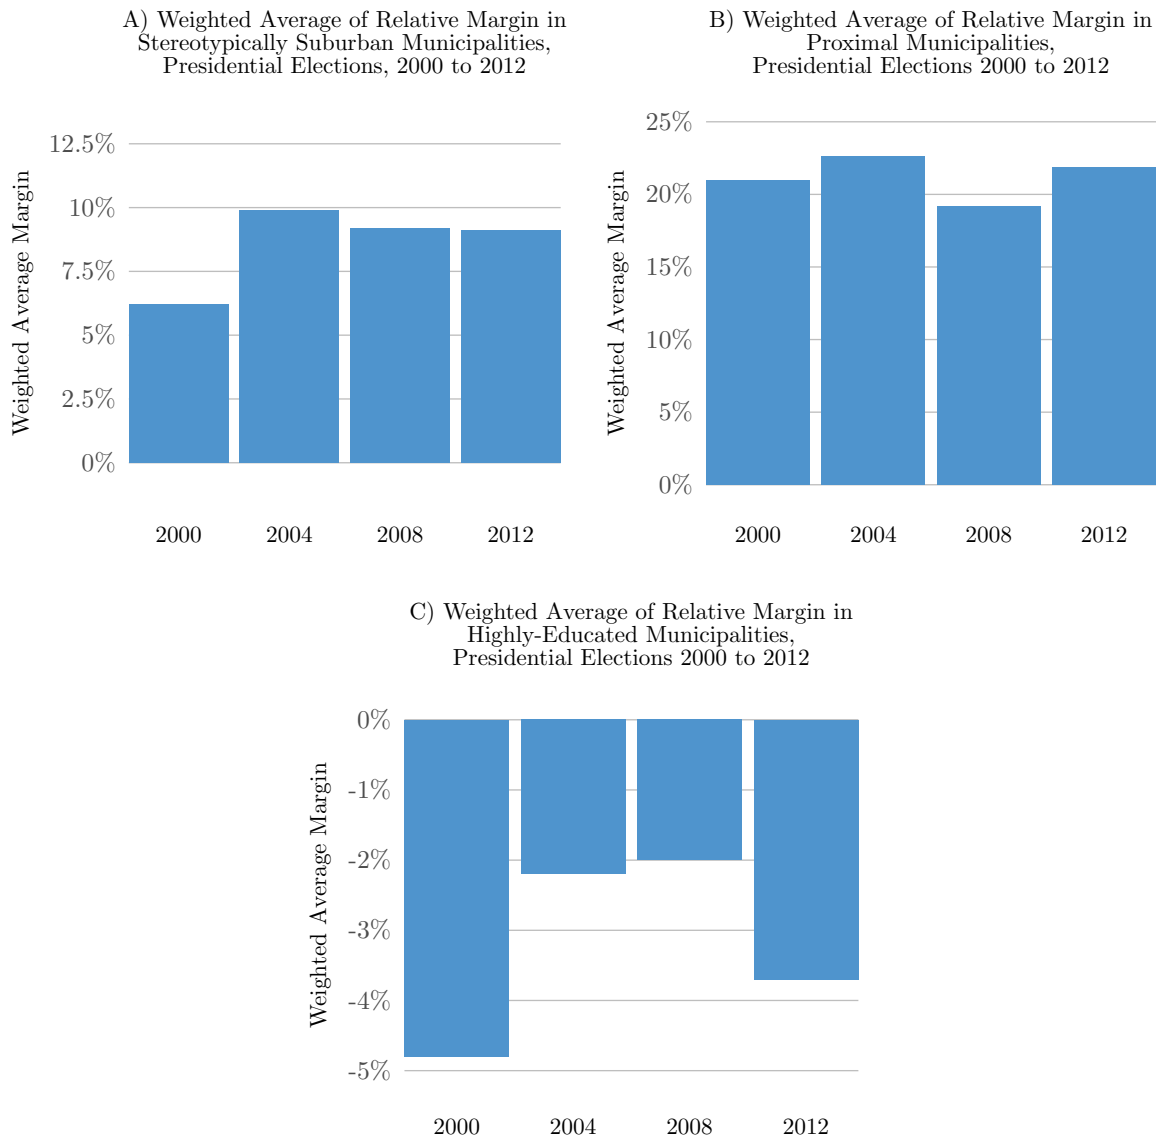 A) Weighted Average of Relative Margin in
Stereotypically Suburban Municipalities,
Presidential Elections, 2000 to 2012
12.5%
10%
7.5%
5%
2.5%
0%
Weighted Average Margin
2000 2004 2008 2012
B) Weighted Average of Relative Margin in
Proximal Municipalities,
Presidential Elections 2000 to 2012
25%
20%
15%
10%
5%
0%
Weighted Average Margin
2000 2004 2008 2012
C) Weighted Average of Relative Margin in
Highly-Educated Municipalities,
Presidential Elections 2000 to 2012
0%
-1%
-2%
-3%
-4%
-5%
Weighted Average Margin
2000 2004 2008 2012